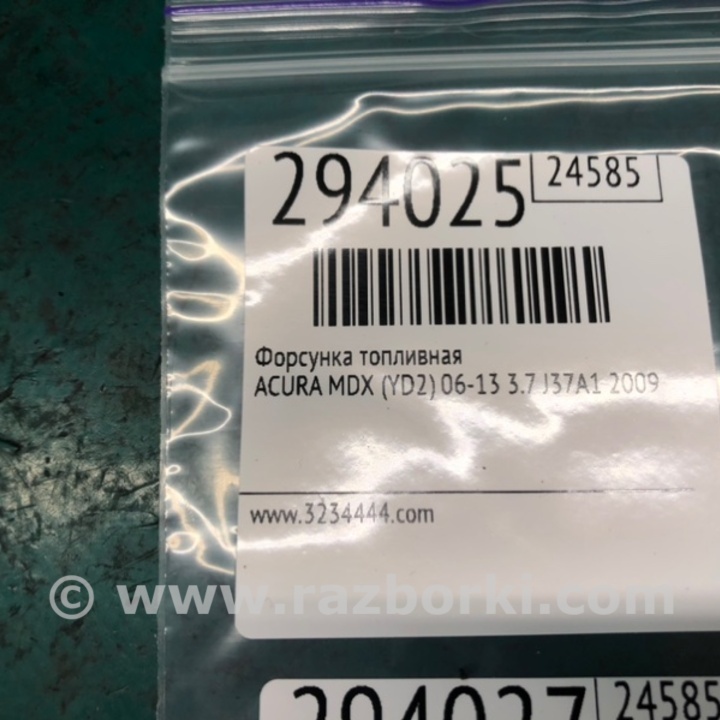 294025 24585
Форсунка топливная
ACURA MDX (YD2) 06-13 3.7 J37A1 2009
www.3234444.com
© www.razborki.com
294027 24585